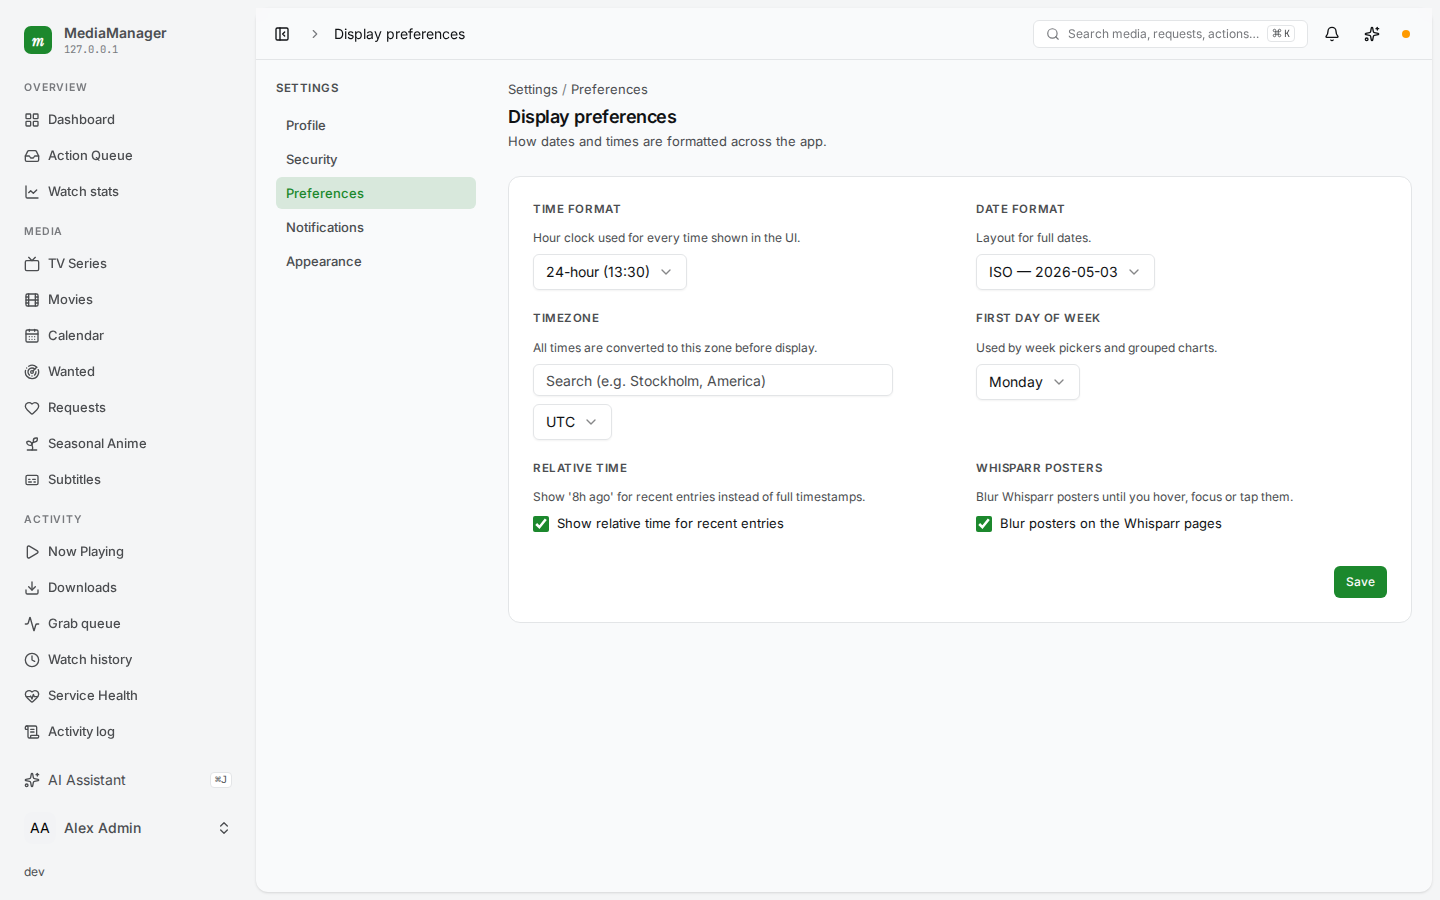 m
MediaManager
127.0.0.1
OVERVIEW
Dashboard
Action Queue
Watch stats
MEDIA
TV Series
Movies
Calendar
Wanted
Requests
Seasonal Anime
Subtitles
ACTIVITY
Now Playing
Downloads
Grab queue
Watch history
Service Health
Activity log
AI Assistant
⌘J
AA
Alex Admin
dev
Display preferences
Search media, requests, actions...
⌘ K
SETTINGS
Profile
Security
Preferences
Notifications
Appearance
Settings / Preferences
Display preferences
How dates and times are formatted across the app.
TIME FORMAT
Hour clock used for every time shown in the UI.
24-hour (13:30)
DATE FORMAT
Layout for full dates.
ISO — 2026-05-03
TIMEZONE
All times are converted to this zone before display.
Search (e.g. Stockholm, America)
UTC
FIRST DAY OF WEEK
Used by week pickers and grouped charts.
Monday
RELATIVE TIME
Show '8h ago' for recent entries instead of full timestamps.
Show relative time for recent entries
WHISPARR POSTERS
Blur Whisparr posters until you hover, focus or tap them.
Blur posters on the Whisparr pages
Save